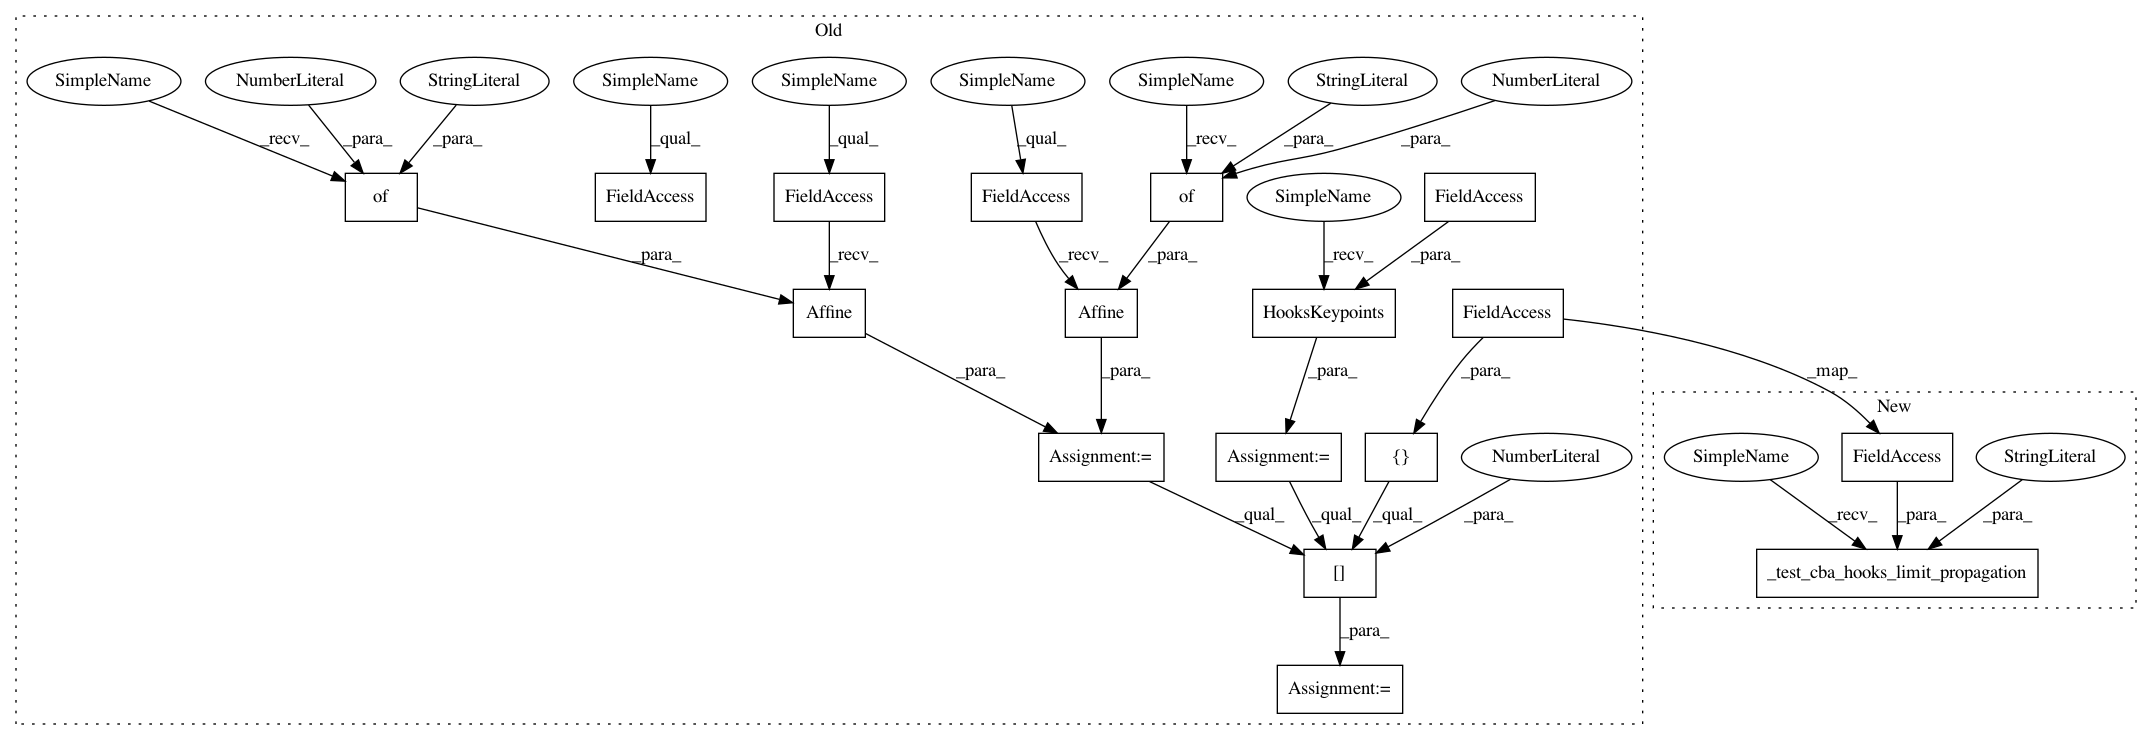 Old
SimpleName
NumberLiteral
StringLiteral
SimpleName
SimpleName
SimpleName
SimpleName
StringLiteral
NumberLiteral
_recv_
_para_
_para_
_qual_
_qual_
_qual_
_recv_
_para_
_para_
of
FieldAccess
FieldAccess
FieldAccess
of
SimpleName
FieldAccess
_para_
_recv_
_recv_
_para_
_recv_
_para_
Affine
Affine
HooksKeypoints
FieldAccess
_para_
_para_
_para_
_para_
_map_
New
Assignment:=
Assignment:=
{}
NumberLiteral
SimpleName
FieldAccess
StringLiteral
_qual_
_qual_
_qual_
_para_
_recv_
_para_
_para_
[]
_test_cba_hooks_limit_propagation
_para_
Assignment:=